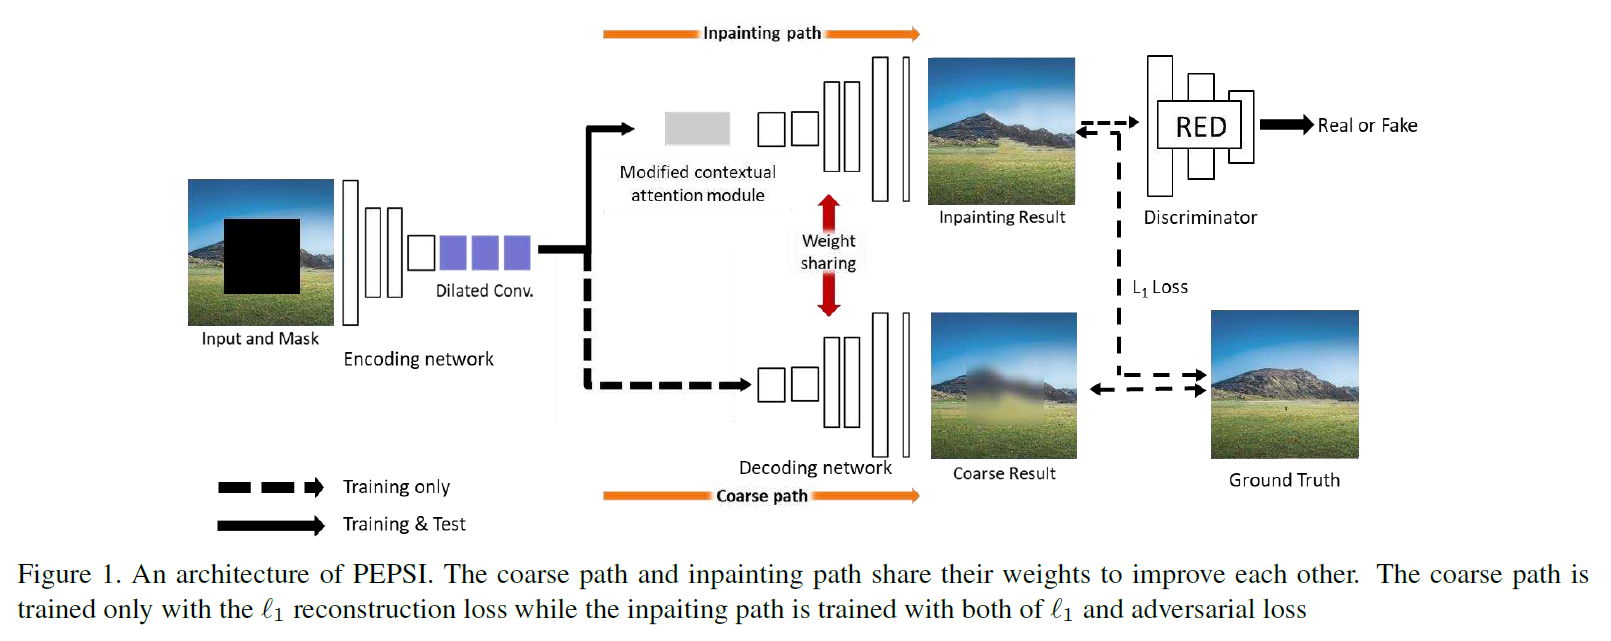 Inpainting path
Modified contextual
attention module
Inpainting Result
RED
Real or Fake
Discriminator
Input and Mask
Dilated Conv.
Encoding network
Weight
sharing
L₁ Loss
Decoding network
Coarse Result
Ground Truth
Coarse path
Training only
Training & Test
Figure 1. An architecture of PEPSI. The coarse path and inpainting path share their weights to improve each other. The coarse path is
trained only with the ℓ₁ reconstruction loss while the inpaiting path is trained with both of ℓ₁ and adversarial loss